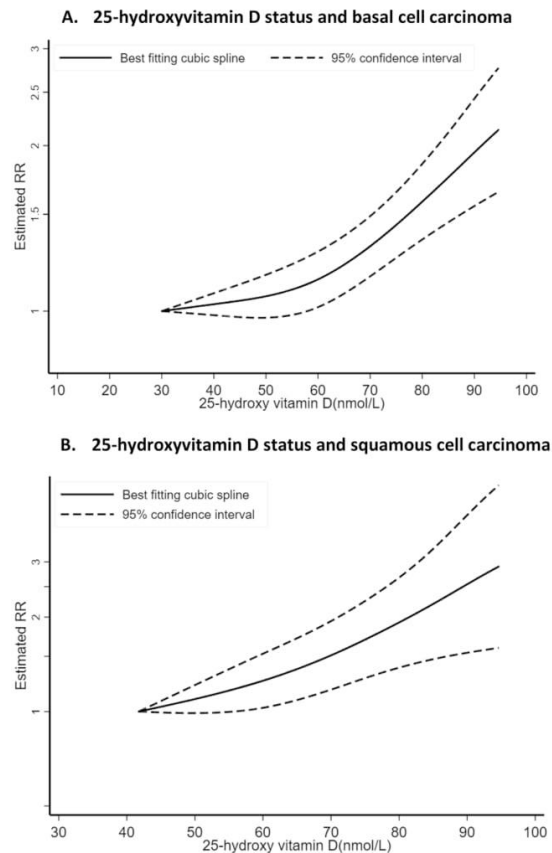 A. 25-hydroxyvitamin D status and basal cell carcinoma
Best fitting cubic spline
95% confidence interval
Estimated RR
3
2.5
2
1.5
1
10 20 30 40 50 60 70 80 90 100
25-hydroxy vitamin D(nmol/L)
B. 25-hydroxyvitamin D status and squamous cell carcinoma
Best fitting cubic spline
95% confidence interval
Estimated RR
3
2
1
30 40 50 60 70 80 90 100
25-hydroxy vitamin D(nmol/L)